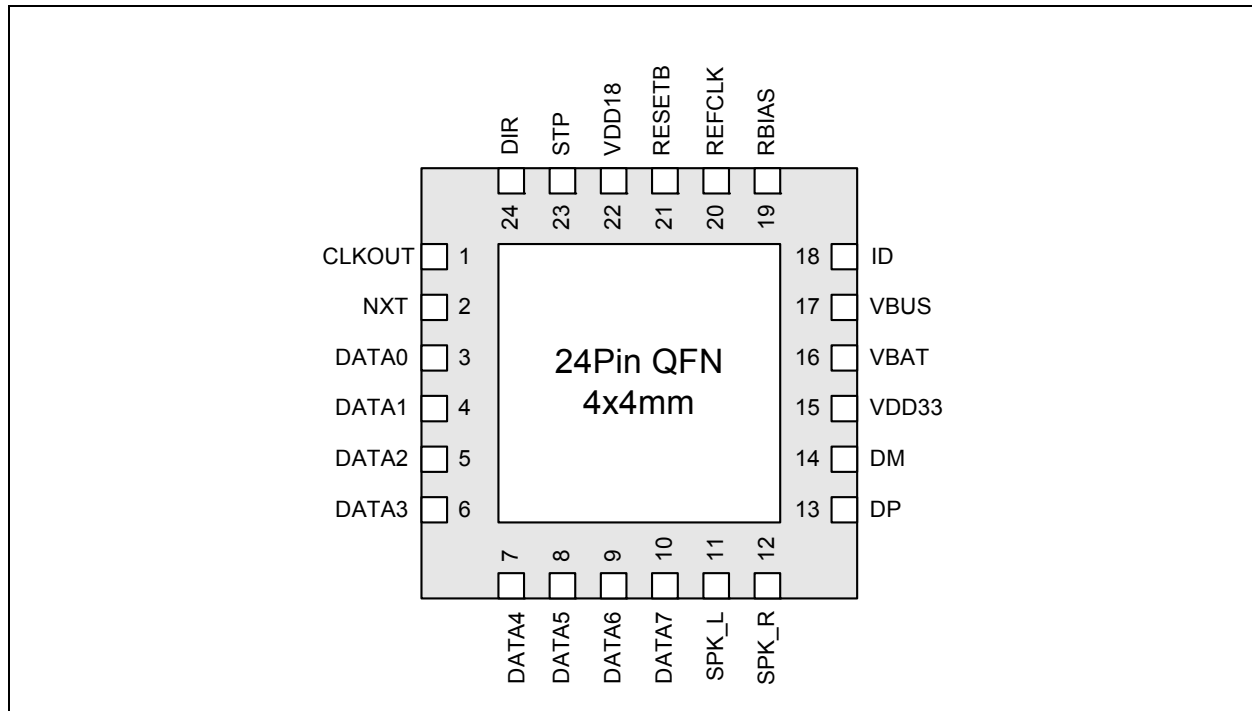 DIR
STP
VDD18
RESETB
REFCLK
RBIAS
24
23
22
21
20
19
CLKOUT 1
18 ID
NXT 2
17 VBUS
DATA0 3
16 VBAT
DATA1 4
15 VDD33
DATA2 5
14 DM
DATA3 6
13 DP
24Pin QFN
4x4mm
7
8
9
10
11
12
DATA4
DATA5
DATA6
DATA7
SPK_L
SPK_R